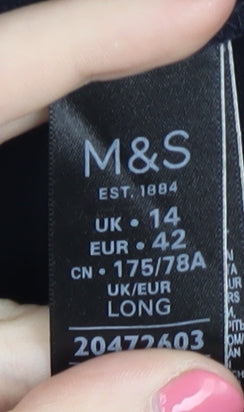 M&S
EST. 1884
UK • 14
EUR • 42
CN • 175/78A
UK/EUR
LONG
20472603